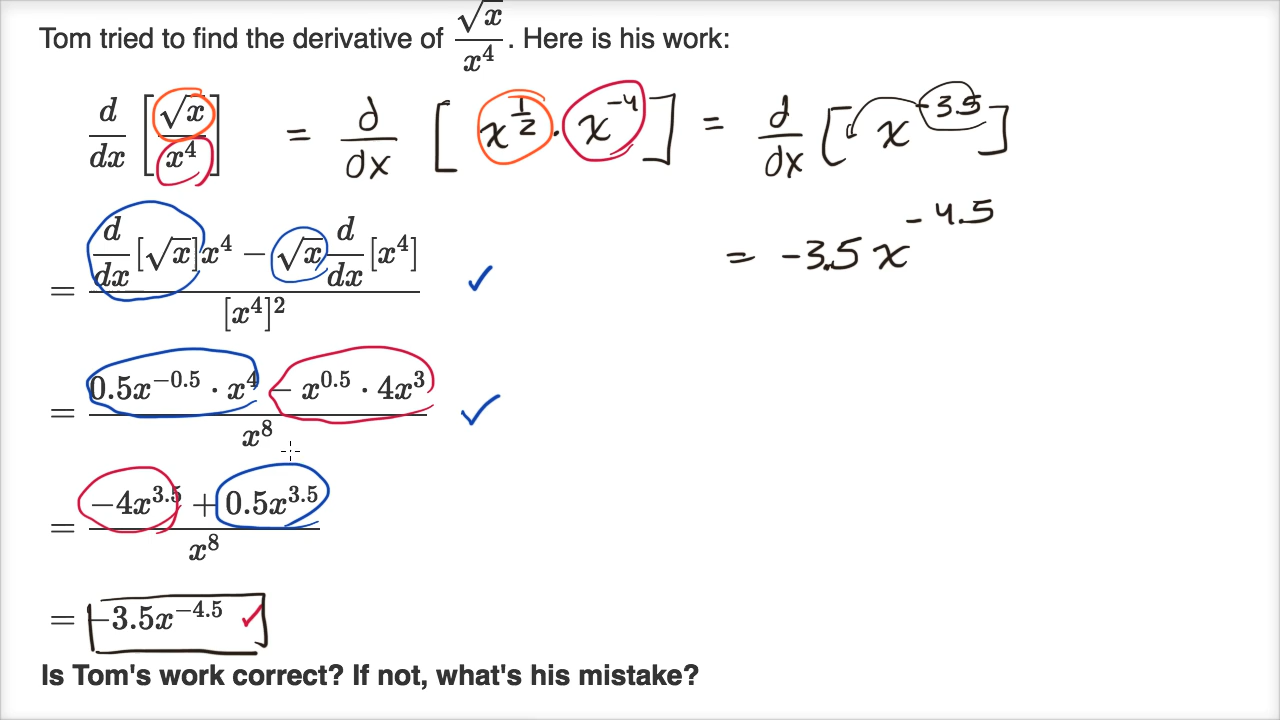 Tom tried to find the derivative of √x/x⁴. Here is his work:
d/dx [√x/x⁴] = d/dx [x^(1/2) · x^(-4)] = d/dx [x^(-3.5)]
= -3.5x^(-4.5)
= (d/dx[√x]x⁴ − √x d/dx[x⁴])/[x⁴]² ✓
= (0.5x^(−0.5) · x⁴ − x^(0.5) · 4x³)/x⁸ ✓
= (−4x^(3.5) + 0.5x^(3.5))/x⁸
= −3.5x^(−4.5) ✓
Is Tom's work correct? If not, what's his mistake?